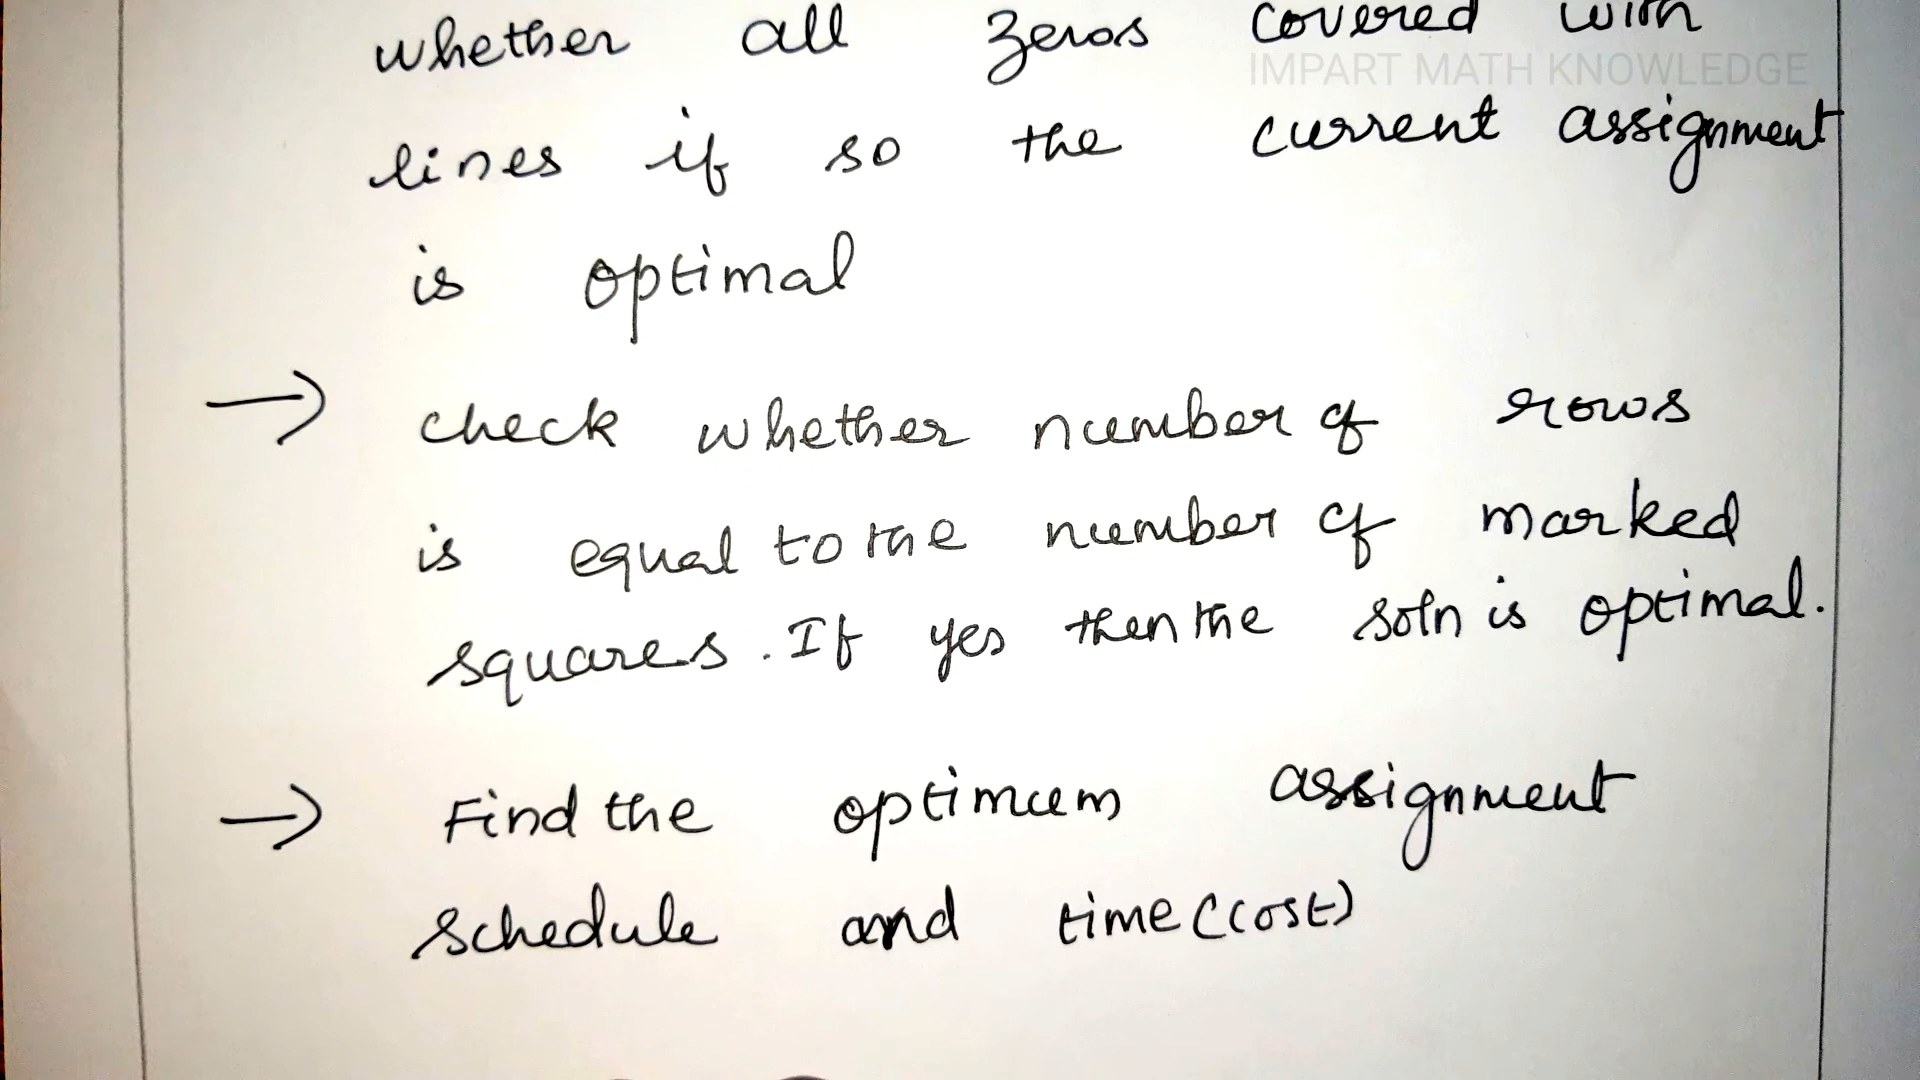 whether all zeros covered with
IMPART MATH KNOWLEDGE
lines if so the current assignment
is optimal
→ check whether number of rows
is equal to the number of marked
squares. If yes then the soln is optimal.
→ Find the optimum assignment
schedule and time (cost)